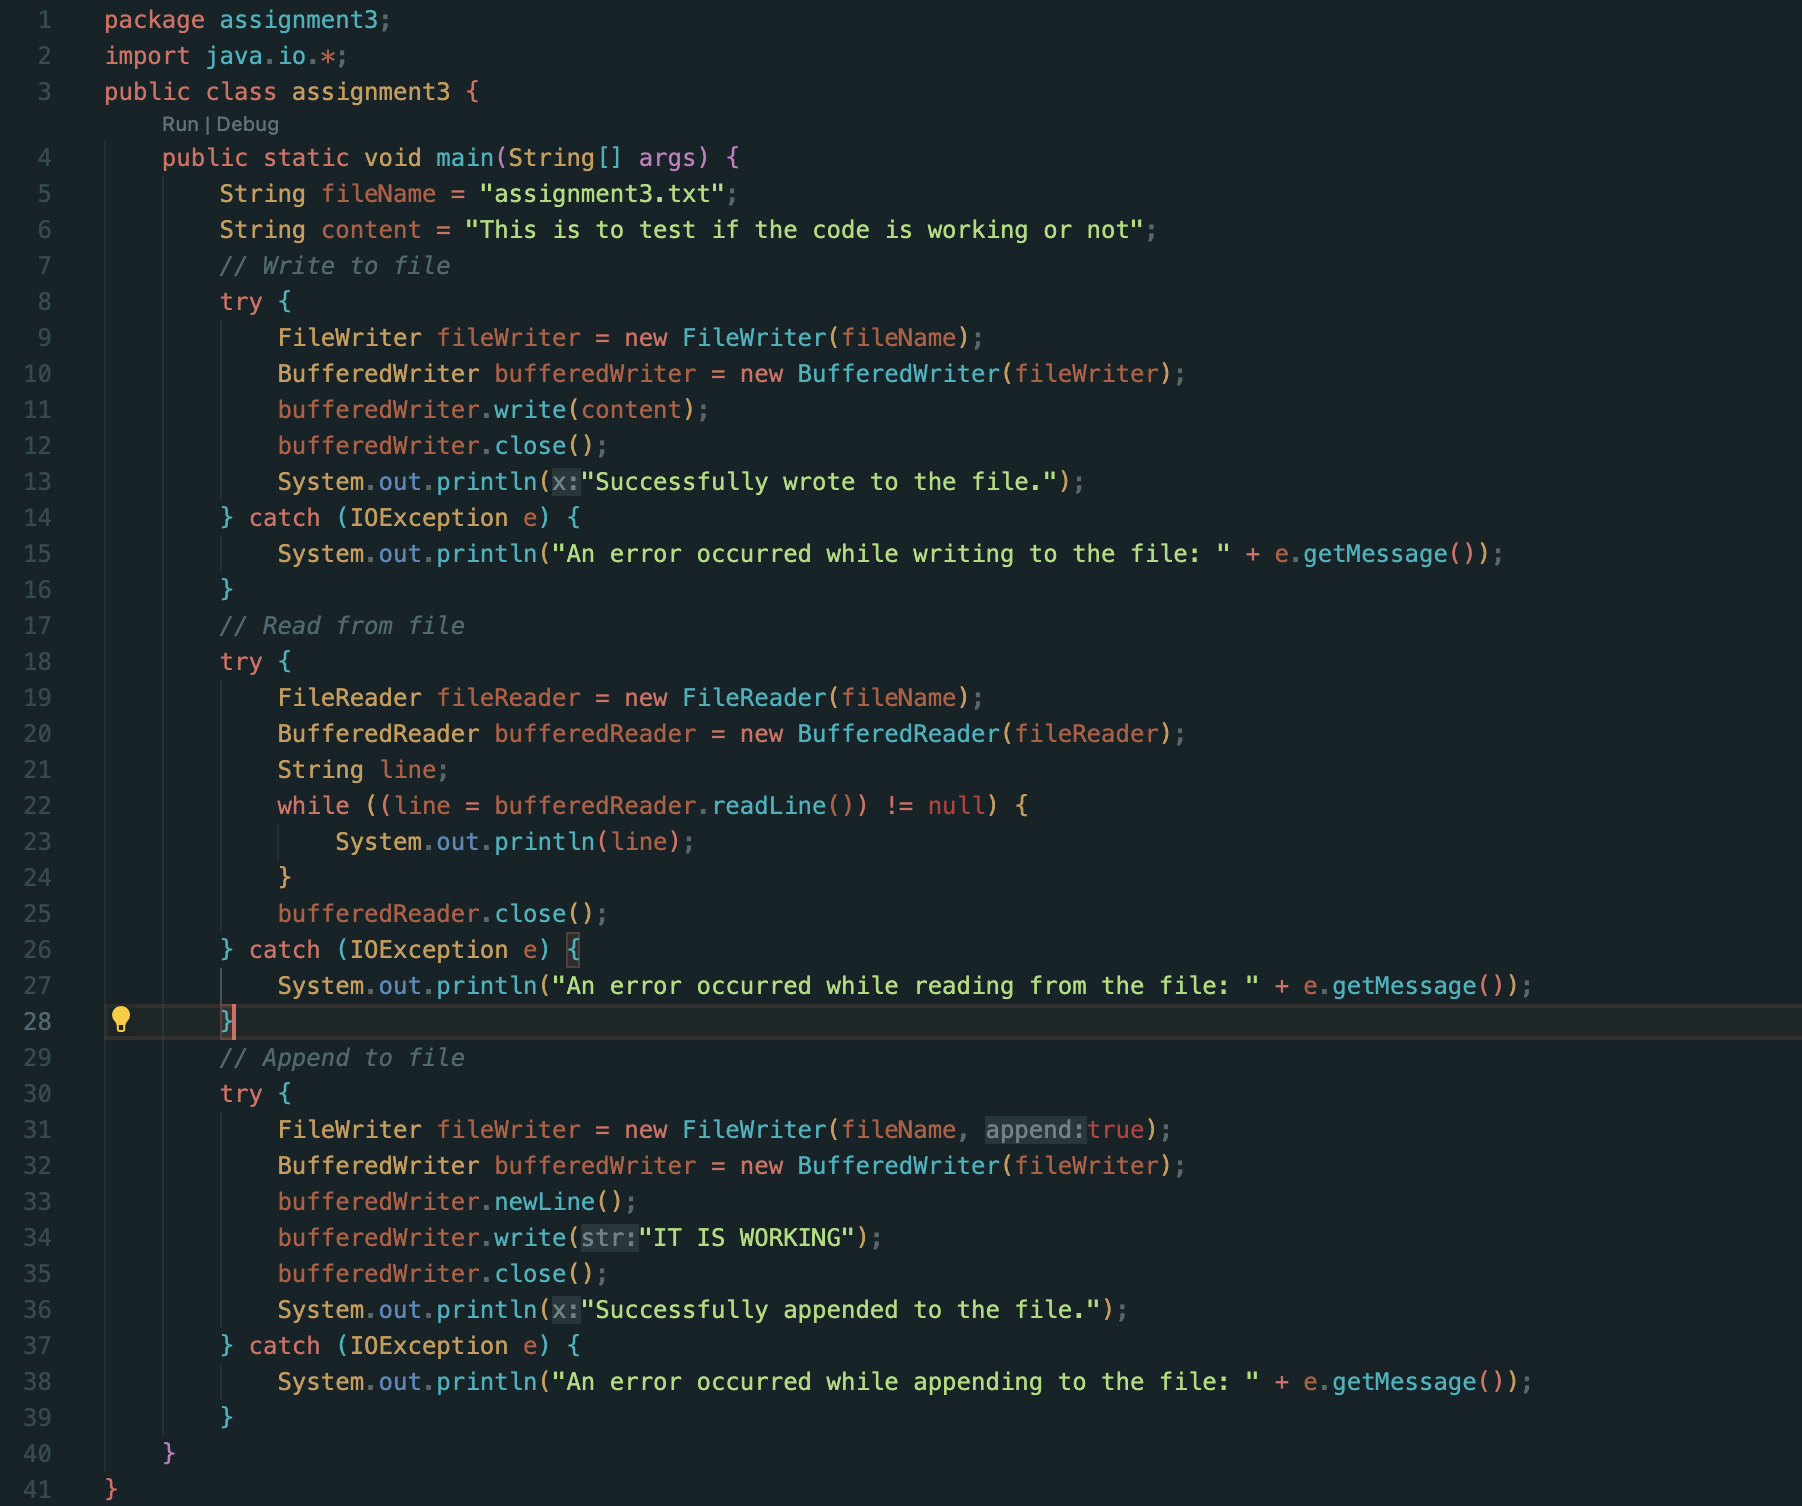 1 package assignment3;
2 import java.io.*;
3 public class assignment3 {
Run | Debug
4 public static void main(String[] args) {
5 String fileName = "assignment3.txt";
6 String content = "This is to test if the code is working or not";
7 // Write to file
8 try {
9 FileWriter fileWriter = new FileWriter(fileName);
10 BufferedWriter bufferedWriter = new BufferedWriter(fileWriter);
11 bufferedWriter.write(content);
12 bufferedWriter.close();
13 System.out.println(x:"Successfully wrote to the file.");
14 } catch (IOException e) {
15 System.out.println("An error occurred while writing to the file: " + e.getMessage());
16 }
17 // Read from file
18 try {
19 FileReader fileReader = new FileReader(fileName);
20 BufferedReader bufferedReader = new BufferedReader(fileReader);
21 String line;
22 while ((line = bufferedReader.readLine()) != null) {
23 System.out.println(line);
24 }
25 bufferedReader.close();
26 } catch (IOException e) {
27 System.out.println("An error occurred while reading from the file: " + e.getMessage());
28 }
29 // Append to file
30 try {
31 FileWriter fileWriter = new FileWriter(fileName, append:true);
32 BufferedWriter bufferedWriter = new BufferedWriter(fileWriter);
33 bufferedWriter.newLine();
34 bufferedWriter.write(str:"IT IS WORKING");
35 bufferedWriter.close();
36 System.out.println(x:"Successfully appended to the file.");
37 } catch (IOException e) {
38 System.out.println("An error occurred while appending to the file: " + e.getMessage());
39 }
40 }
41 }